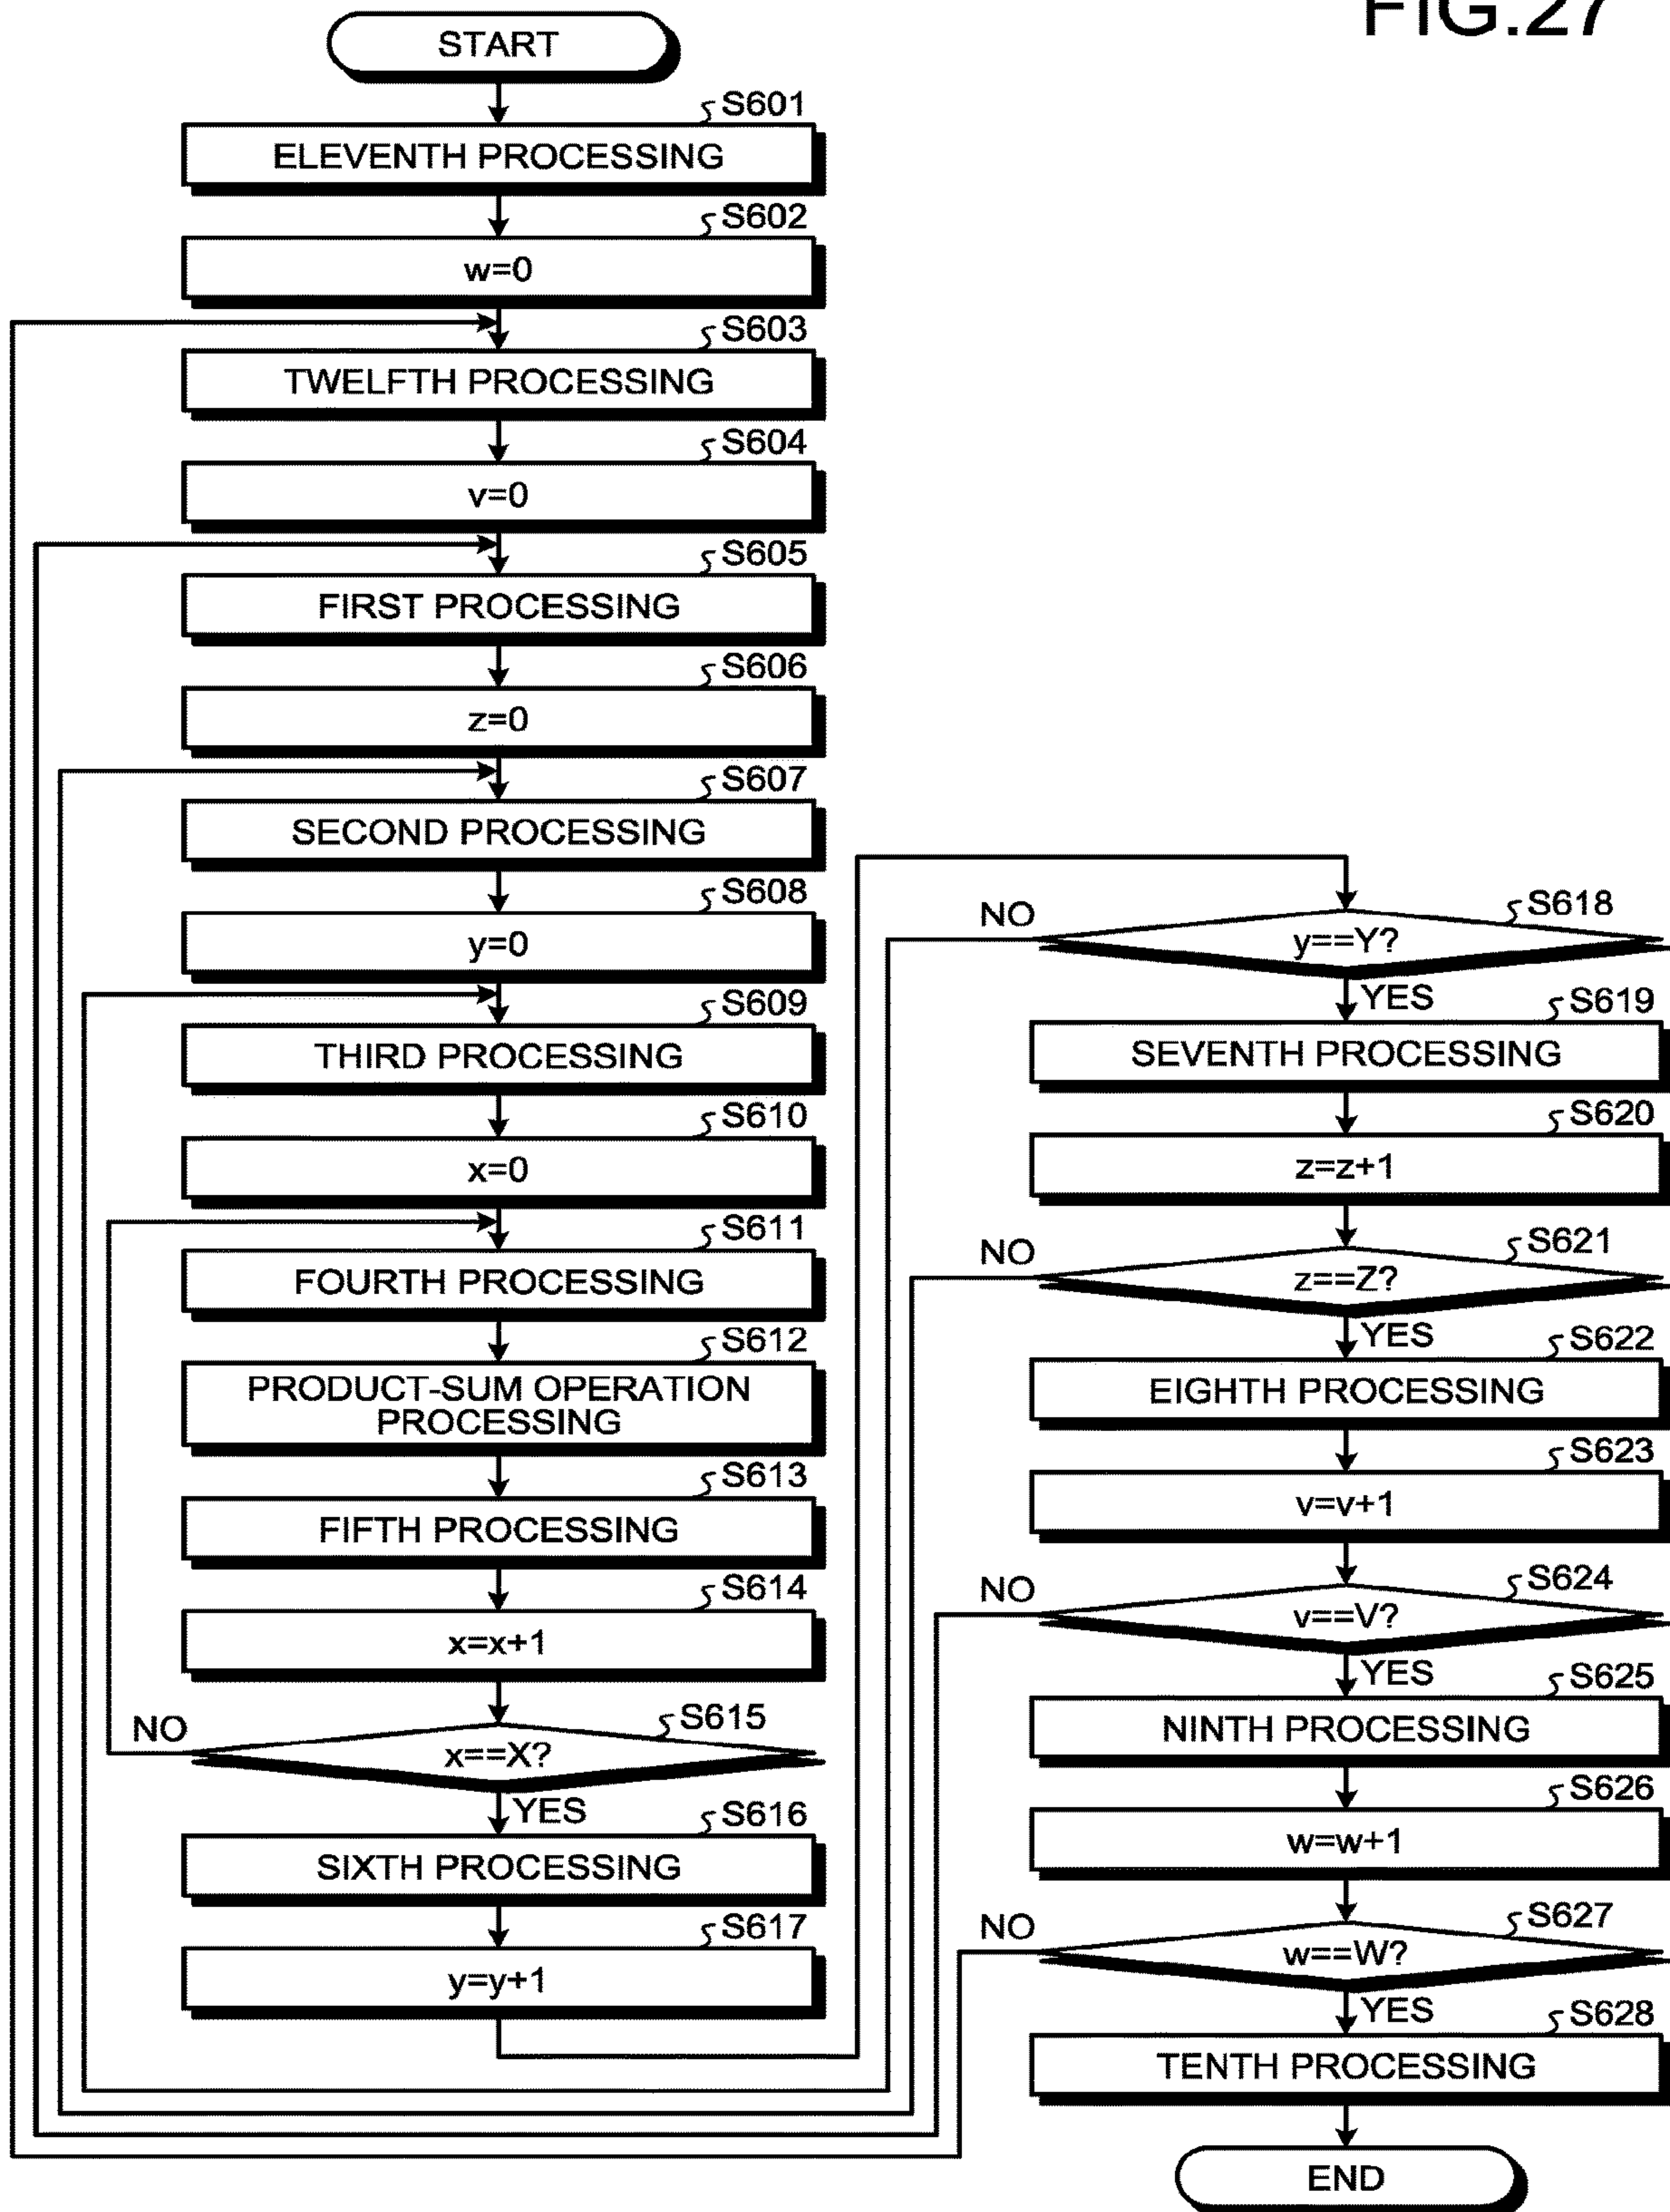 FIG.27
START
S601
ELEVENTH PROCESSING
S602
w=0
S603
TWELFTH PROCESSING
S604
v=0
S605
FIRST PROCESSING
S606
z=0
S607
SECOND PROCESSING
S608
y=0
S609
THIRD PROCESSING
S610
x=0
S611
FOURTH PROCESSING
S612
PRODUCT-SUM OPERATION
PROCESSING
S613
FIFTH PROCESSING
S614
x=x+1
S615
NO
x==X?
YES
S616
SIXTH PROCESSING
S617
y=y+1
S618
NO
y==Y?
YES
S619
SEVENTH PROCESSING
S620
z=z+1
S621
NO
z==Z?
YES
S622
EIGHTH PROCESSING
S623
v=v+1
S624
NO
v==V?
YES
S625
NINTH PROCESSING
S626
w=w+1
S627
NO
w==W?
YES
S628
TENTH PROCESSING
END